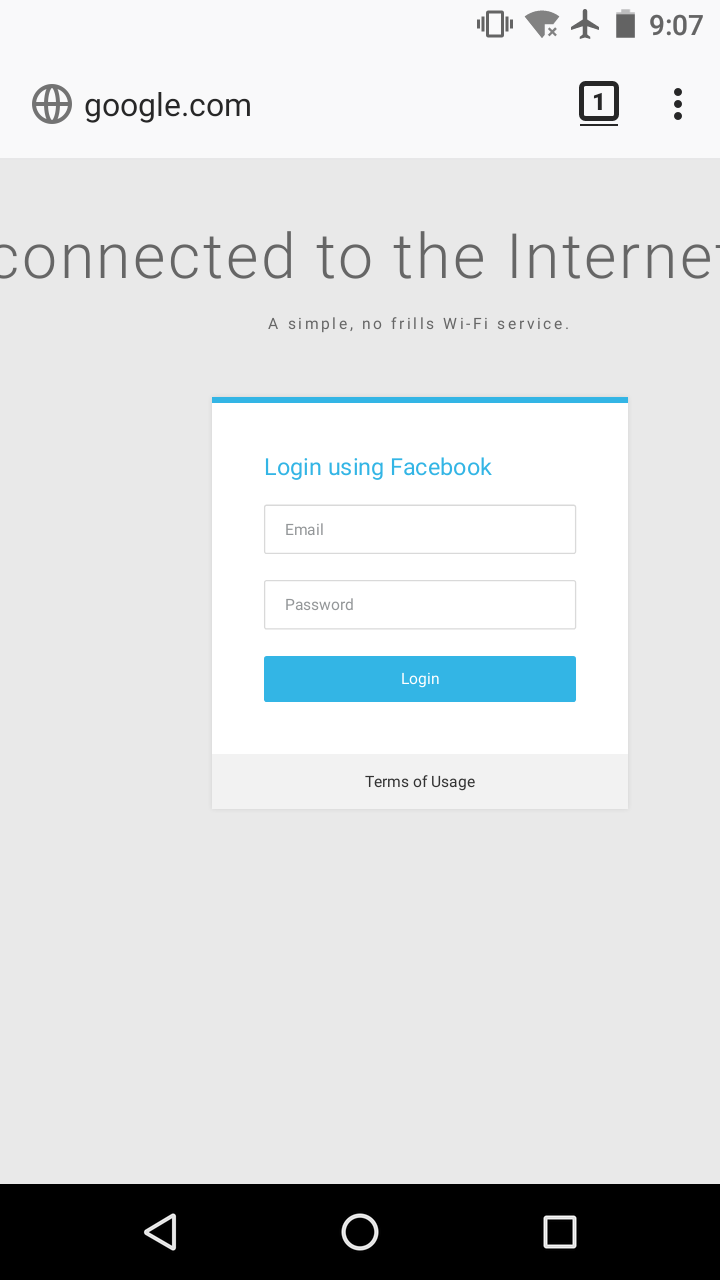 9:07
google.com
1
connected to the Internet
A simple, no frills Wi-Fi service.
Login using Facebook
Email
Password
Login
Terms of Usage